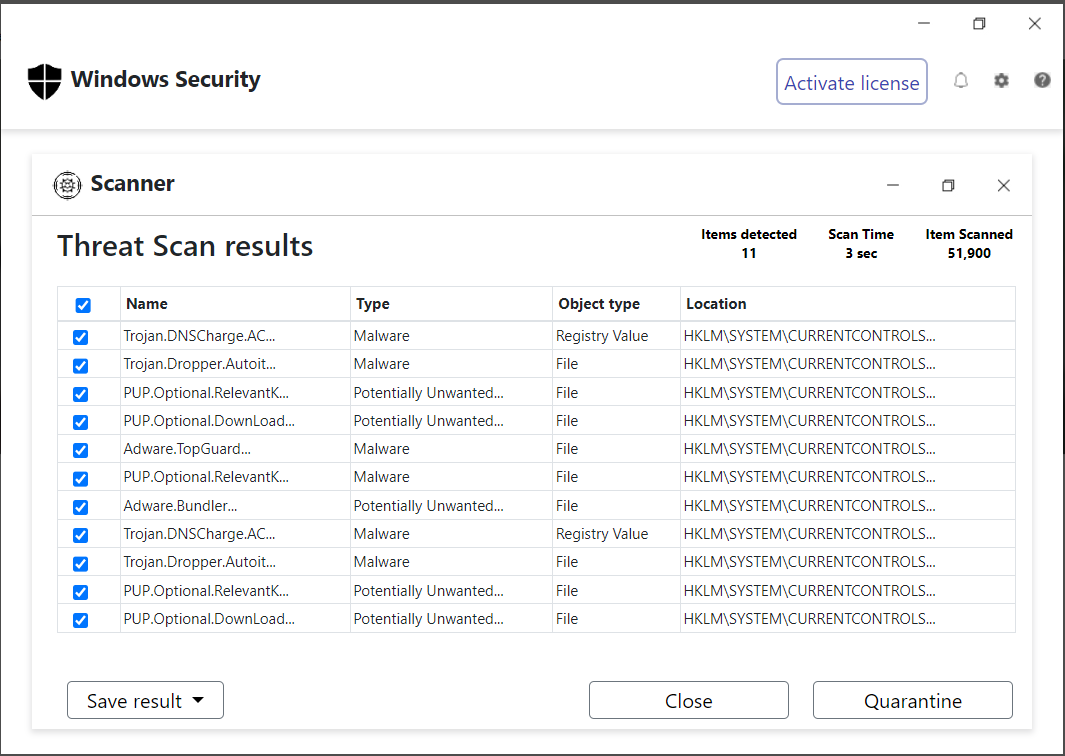 Windows Security
Activate license
Scanner
Threat Scan results
Items detected Scan Time Item Scanned
11 3 sec 51,900
Name Type Object type Location
Trojan.DNSCharge.AC... Malware Registry Value HKLM\SYSTEM\CURRENTCONTROLS...
Trojan.Dropper.Autoit... Malware File HKLM\SYSTEM\CURRENTCONTROLS...
PUP.Optional.RelevantK... Potentially Unwanted... File HKLM\SYSTEM\CURRENTCONTROLS...
PUP.Optional.DownLoad... Potentially Unwanted... File HKLM\SYSTEM\CURRENTCONTROLS...
Adware.TopGuard... Malware File HKLM\SYSTEM\CURRENTCONTROLS...
PUP.Optional.RelevantK... Malware File HKLM\SYSTEM\CURRENTCONTROLS...
Adware.Bundler... Potentially Unwanted... File HKLM\SYSTEM\CURRENTCONTROLS...
Trojan.DNSCharge.AC... Malware Registry Value HKLM\SYSTEM\CURRENTCONTROLS...
Trojan.Dropper.Autoit... Malware File HKLM\SYSTEM\CURRENTCONTROLS...
PUP.Optional.RelevantK... Potentially Unwanted... File HKLM\SYSTEM\CURRENTCONTROLS...
PUP.Optional.DownLoad... Potentially Unwanted... File HKLM\SYSTEM\CURRENTCONTROLS...
Save result Close Quarantine